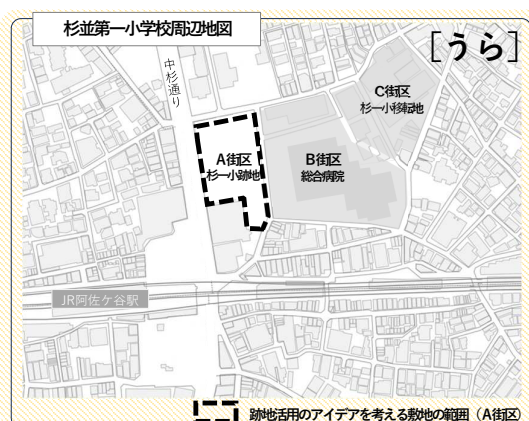 杉並第一小学校周辺地図
[うら]
中杉通り
C街区
杉一小移転地
A街区
杉一小跡地
B街区
総合病院
JR阿佐ケ谷駅
跡地活用のアイデアを考える敷地の範囲（A街区）